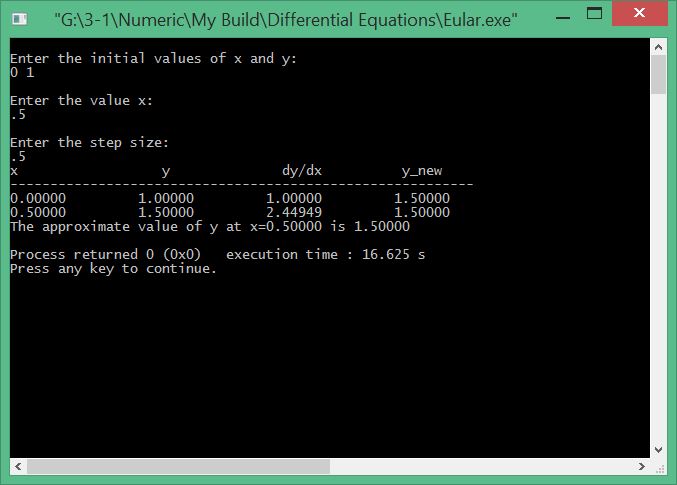 "G:\3-1\Numeric\My Build\Differential Equations\Eular.exe"
Enter the initial values of x and y:
0 1
Enter the value x:
.5
Enter the step size:
.5
x y dy/dx y_new
----------------------------------------------------------
0.00000 1.00000 1.00000 1.50000
0.50000 1.50000 2.44949 1.50000
The approximate value of y at x=0.50000 is 1.50000
Process returned 0 (0x0) execution time : 16.625 s
Press any key to continue.